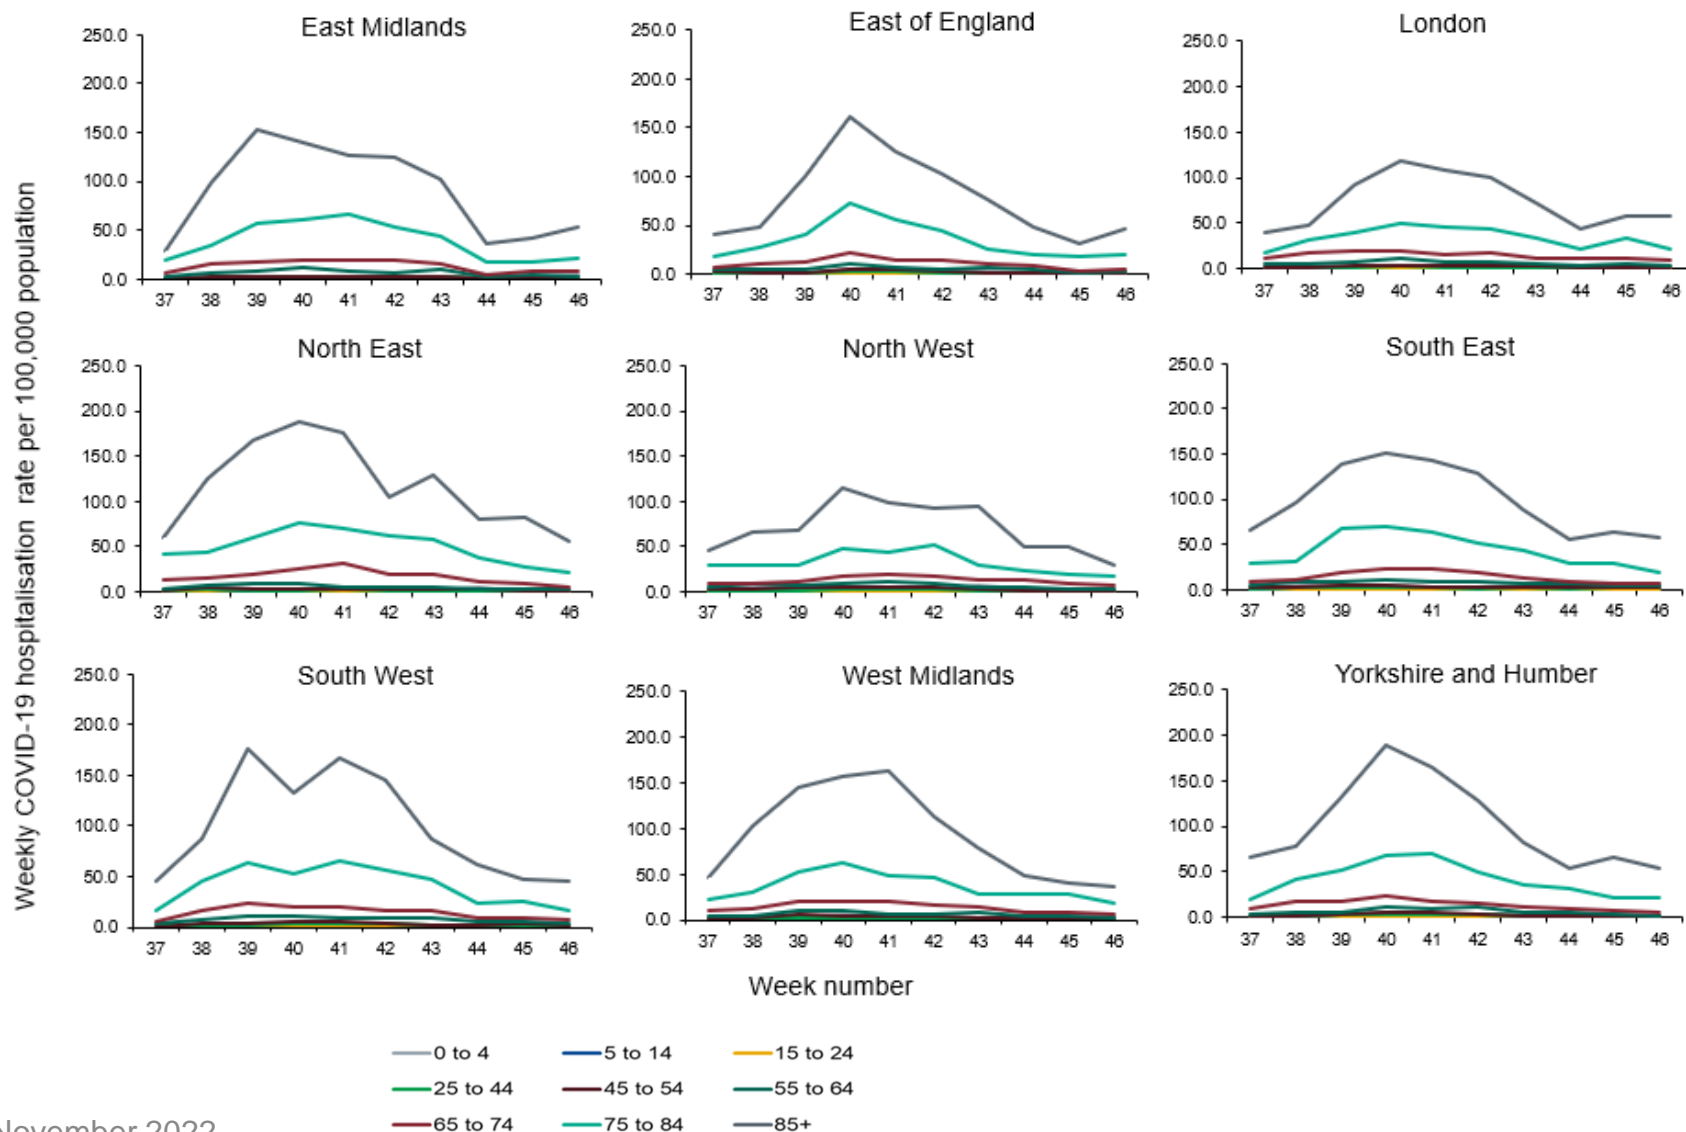 Weekly COVID-19 hospitalisation rate per 100,000 population
East Midlands
250.0
200.0
150.0
100.0
50.0
0.0
37 38 39 40 41 42 43 44 45 46
East of England
250.0
200.0
150.0
100.0
50.0
0.0
37 38 39 40 41 42 43 44 45 46
London
250.0
200.0
150.0
100.0
50.0
0.0
37 38 39 40 41 42 43 44 45 46
North East
250.0
200.0
150.0
100.0
50.0
0.0
37 38 39 40 41 42 43 44 45 46
North West
250.0
200.0
150.0
100.0
50.0
0.0
37 38 39 40 41 42 43 44 45 46
South East
250.0
200.0
150.0
100.0
50.0
0.0
37 38 39 40 41 42 43 44 45 46
South West
250.0
200.0
150.0
100.0
50.0
0.0
37 38 39 40 41 42 43 44 45 46
West Midlands
250.0
200.0
150.0
100.0
50.0
0.0
37 38 39 40 41 42 43 44 45 46
Yorkshire and Humber
250.0
200.0
150.0
100.0
50.0
0.0
37 38 39 40 41 42 43 44 45 46
Week number
0 to 4 5 to 14 15 to 24
25 to 44 45 to 54 55 to 64
65 to 74 75 to 84 85+
November 2022